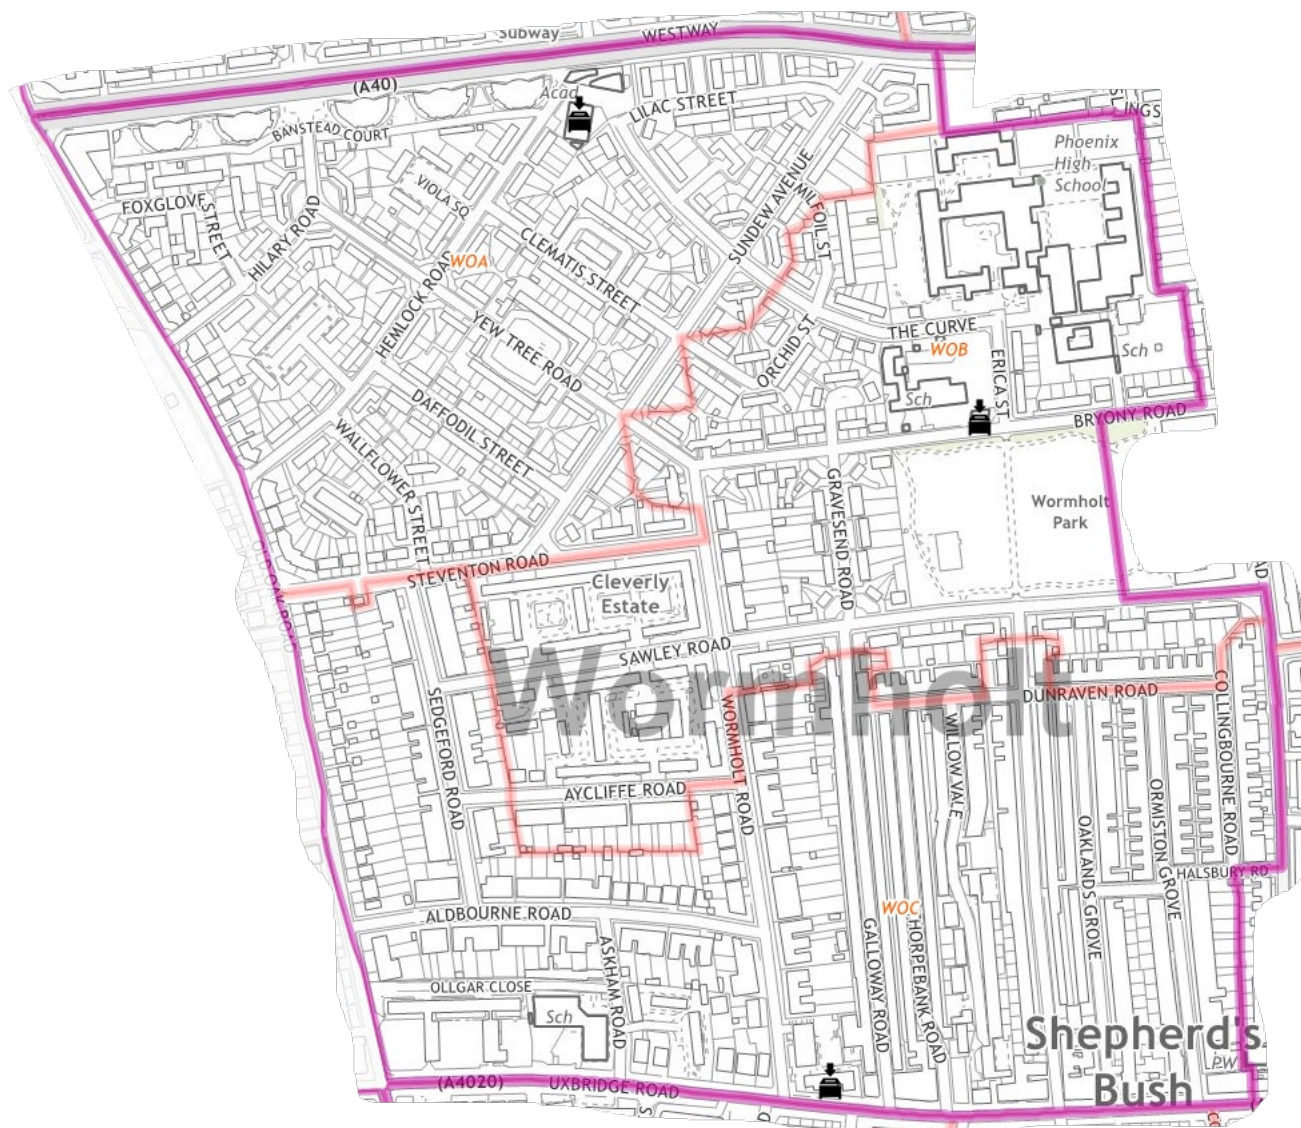 Subway
WESTWAY
(A40)
Acad
LILAC STREET
INGS
BANSTEAD COURT
Phoenix
High
School
VIOLA SQ
FOXGLOVE STREET
HILARY ROAD
SUNDEW AVENUE
MILFOIL ST
CLEMATIS STREET
WOA
HEMLOCK ROAD
YEW TREE ROAD
THE CURVE
WOB
ORCHID ST
ERICA ST
Sch
Sch
DAFFODIL STREET
BRYONY ROAD
WALLFLOWER STREET
GRAVESEND ROAD
Wormholt
Park
OLD OAK ROAD
STEVENTON ROAD
Cleverly
Estate
SAWLEY ROAD
Wormholt
DUNRAVEN ROAD
SEDGEFORD ROAD
WORMHOLT ROAD
WILLOW VALE
COLLINGBOURNE ROAD
AYCLIFFE ROAD
ORMISTON GROVE
OAKLANDS GROVE
HALSBURY RD
ALDBOURNE ROAD
WOC
GALLOWAY ROAD
THORPEBANK ROAD
ASKHAM ROAD
OLLGAR CLOSE
Sch
Shepherd's
Bush
PW
(A4020)
UXBRIDGE ROAD